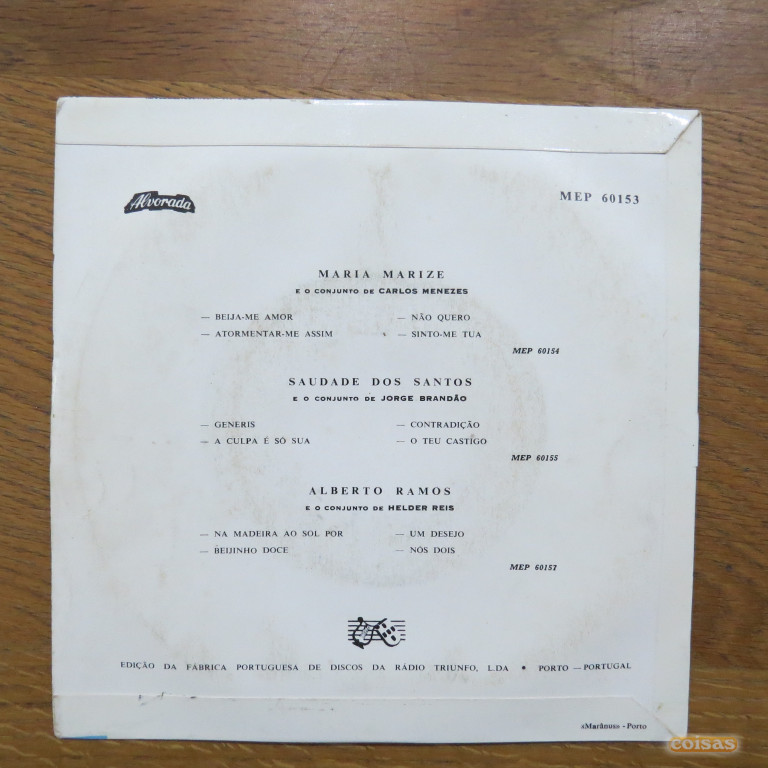 Alvorada
MEP 60153
MARIA MARIZE
E O CONJUNTO DE CARLOS MENEZES
— BEIJA-ME AMOR
— NÃO QUERO
— ATORMENTAR-ME ASSIM
— SINTO-ME TUA
MEP 60154
SAUDADE DOS SANTOS
E O CONJUNTO DE JORGE BRANDÃO
— GENERIS
— CONTRADIÇÃO
— A CULPA É SÓ SUA
— O TEU CASTIGO
MEP 60155
ALBERTO RAMOS
E O CONJUNTO DE HELDER REIS
— NA MADEIRA AO SOL POR
— UM DESEJO
— BEIJINHO DOCE
— NÓS DOIS
MEP 60157
EDIÇÃO DA FÁBRICA PORTUGUESA DE DISCOS DA RÁDIO TRIUNFO, L.DA • PORTO — PORTUGAL
«Marânus» - Porto
coisas